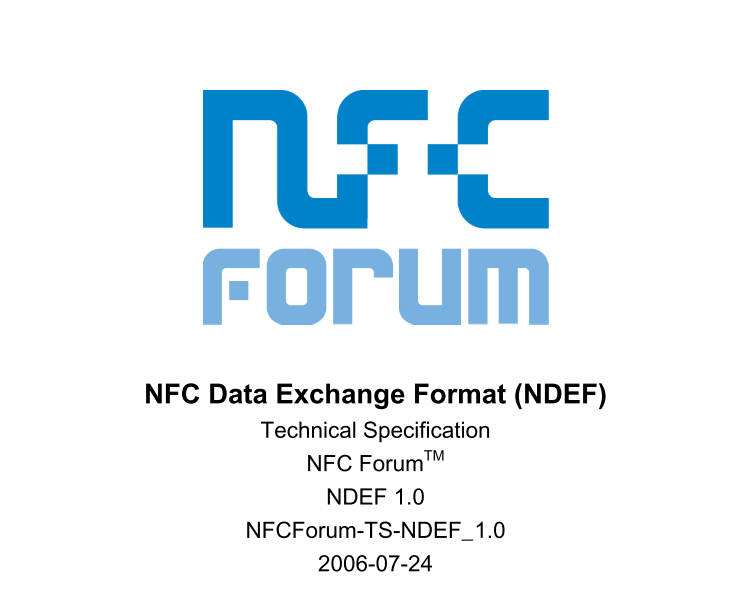 NFC
FORUM
NFC Data Exchange Format (NDEF)
Technical Specification
NFC Forum™
NDEF 1.0
NFCForum-TS-NDEF_1.0
2006-07-24